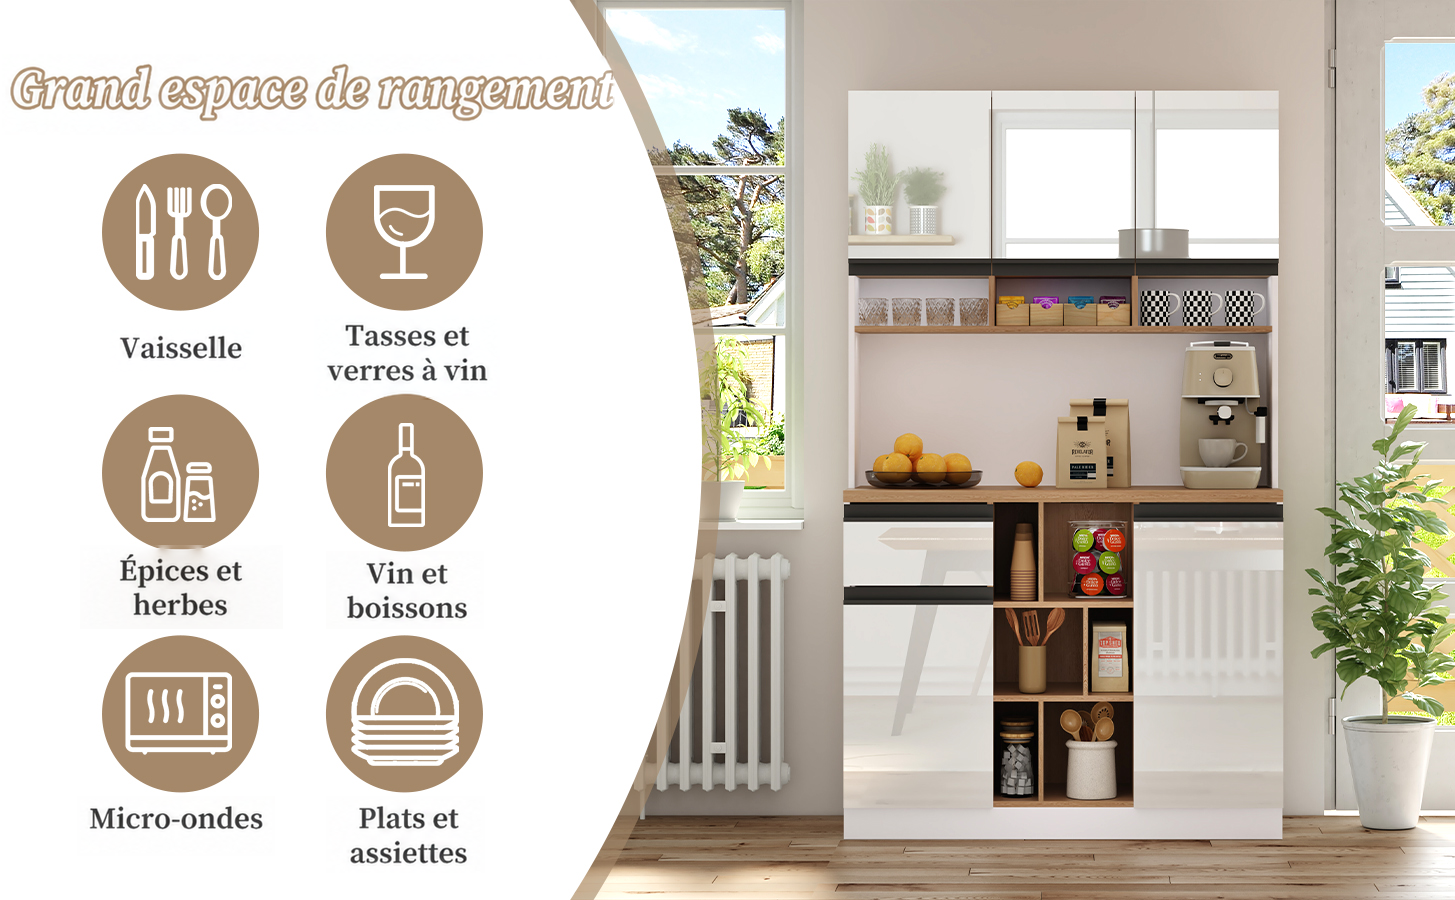 Grand espace de rangement
Vaisselle
Tasses et
verres à vin
Épices et
herbes
Vin et
boissons
Micro-ondes
Plats et
assiettes